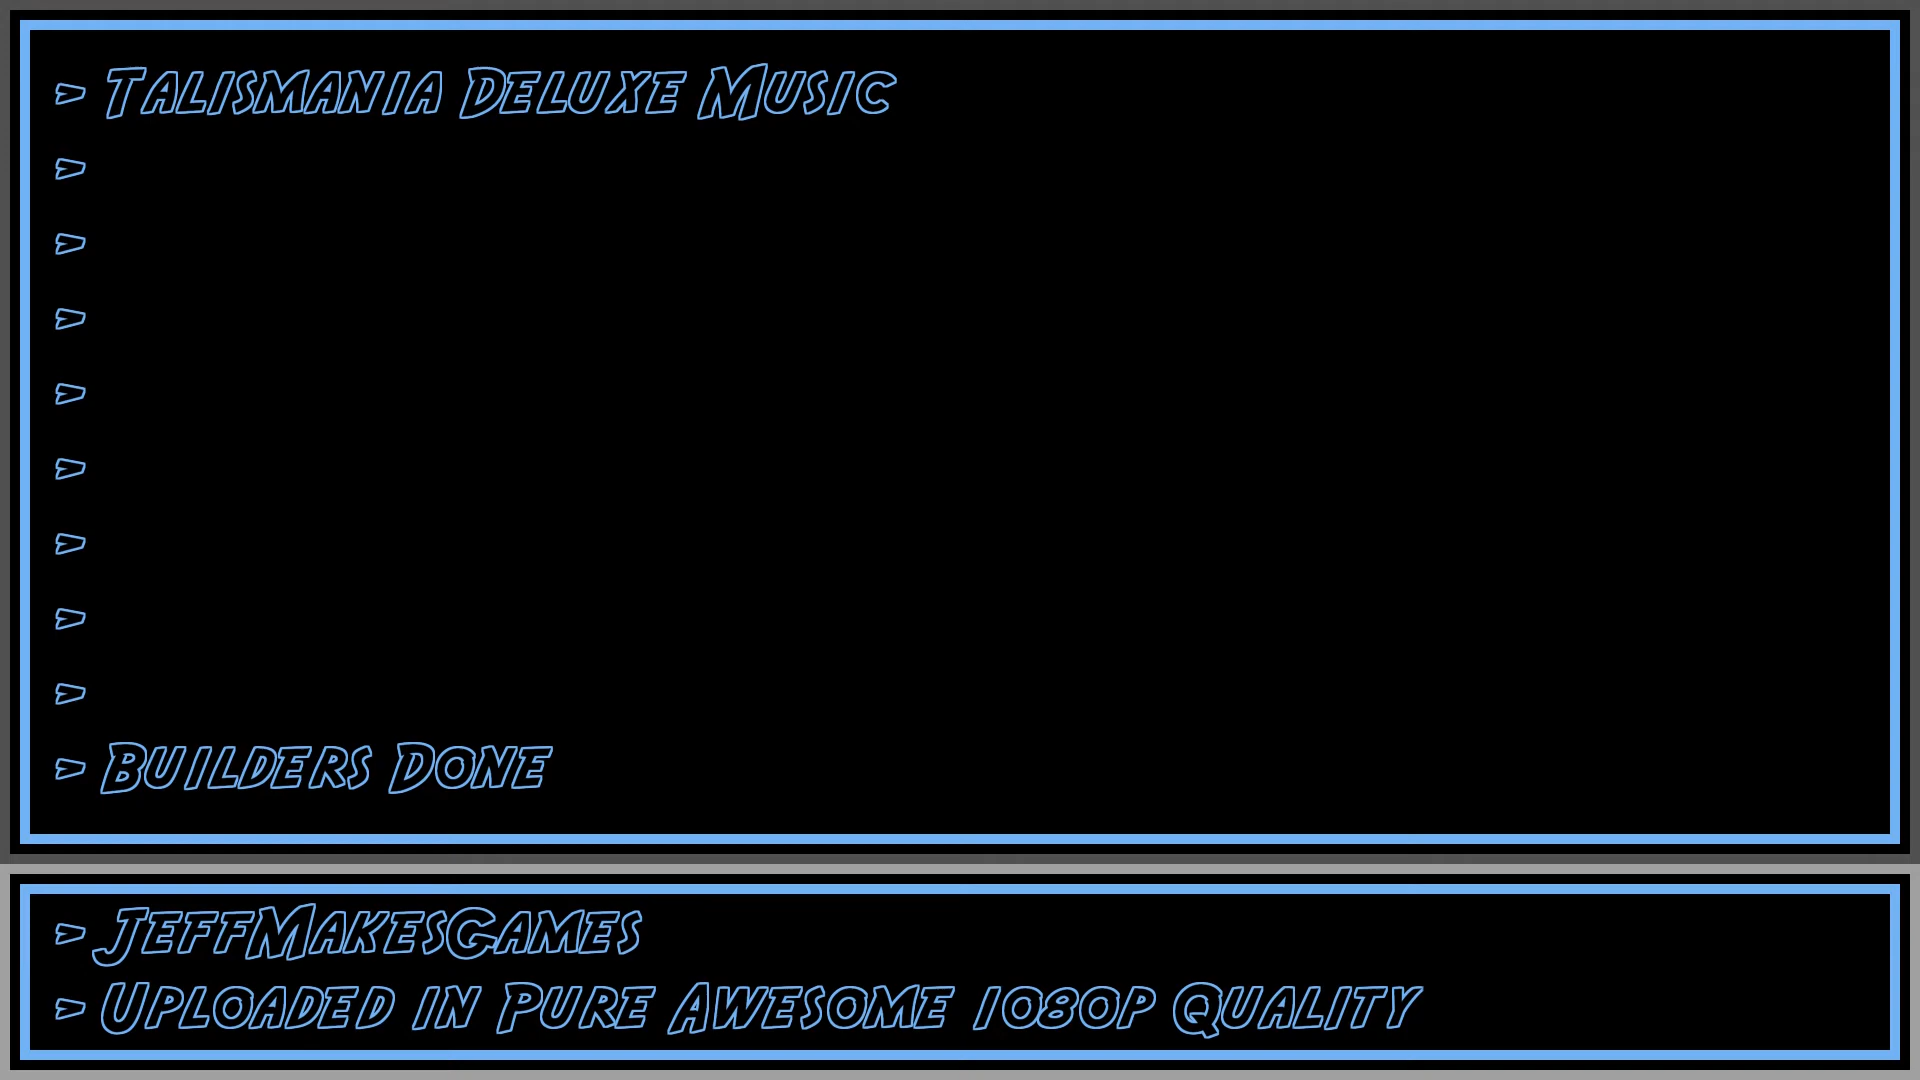 > Talismania Deluxe Music
>
>
>
>
>
>
>
>
> Builders Done
> JeffMakesGames
> Uploaded in Pure Awesome 1080p Quality